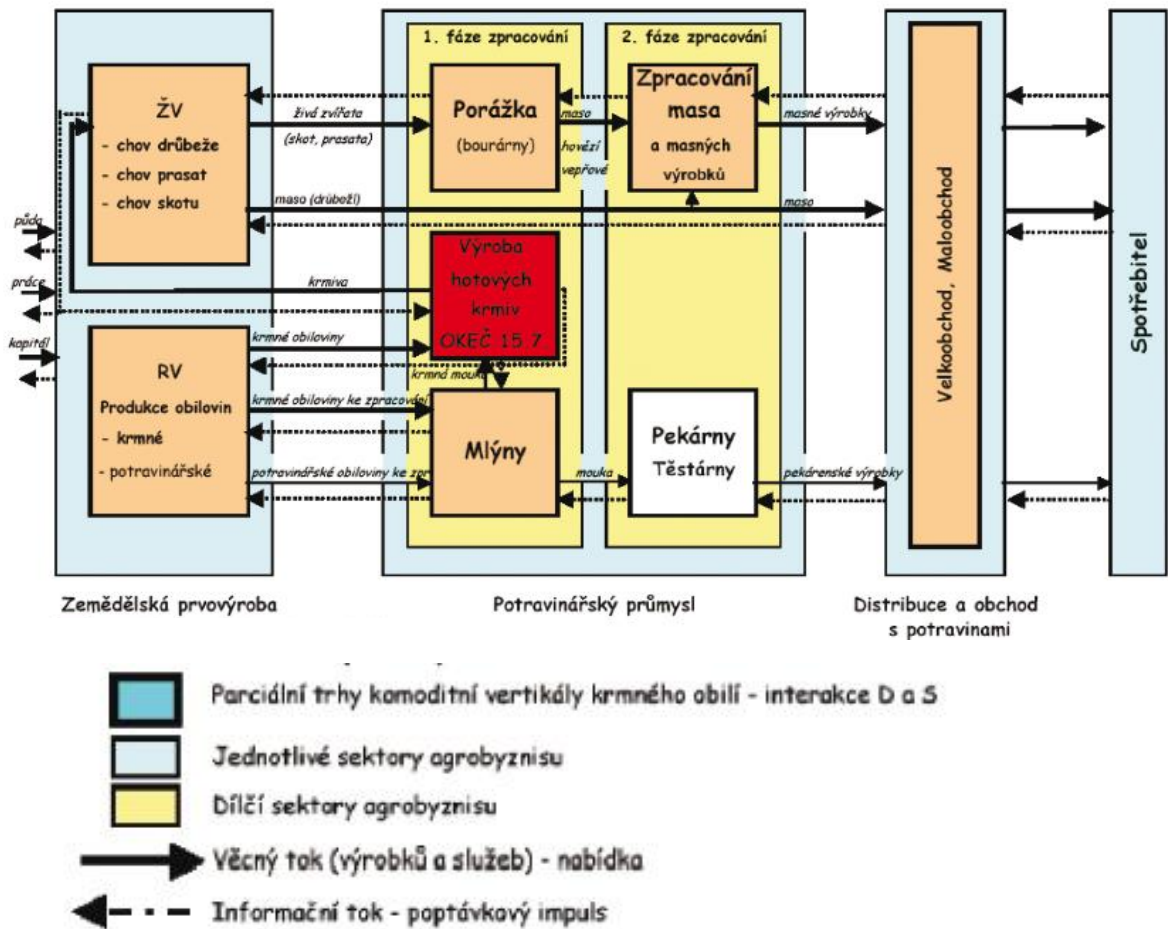 1. fáze zpracování
2. fáze zpracování
ŽV
- chov drůbeže
- chov prasat
- chov skotu
živá zvířata
(skot, prasata)
Porážka
(bourárny)
maso
hovězí
vepřové
Zpracování
masa
a masných
výrobků
masné výrobky
maso (drůboží)
maso
půda
práce
kapitál
krmiva
Výroba
hotových
krmiv
OKEČ 15.7
krmné obiloviny
krmná mouka
RV
Produkce obilovin
- krmné
- potravinářské
krmné obiloviny ke zpracování
potravinářské obiloviny ke zpr
Mlýny
mouka
Pekárny
Těstárny
pekárenské výrobky
Velkoobchod, Maloobchod
Spotřebitel
Zemědělská prvovýroba
Potravinářský průmysl
Distribuce a obchod
s potravinami
Parciální trhy komoditní vertikály krmného obilí - interakce D a S
Jednotlivé sektory agrobyznisu
Dílčí sektory agrobyznisu
Věcný tok (výrobků a služeb) - nabídka
Informační tok - poptávkový impuls